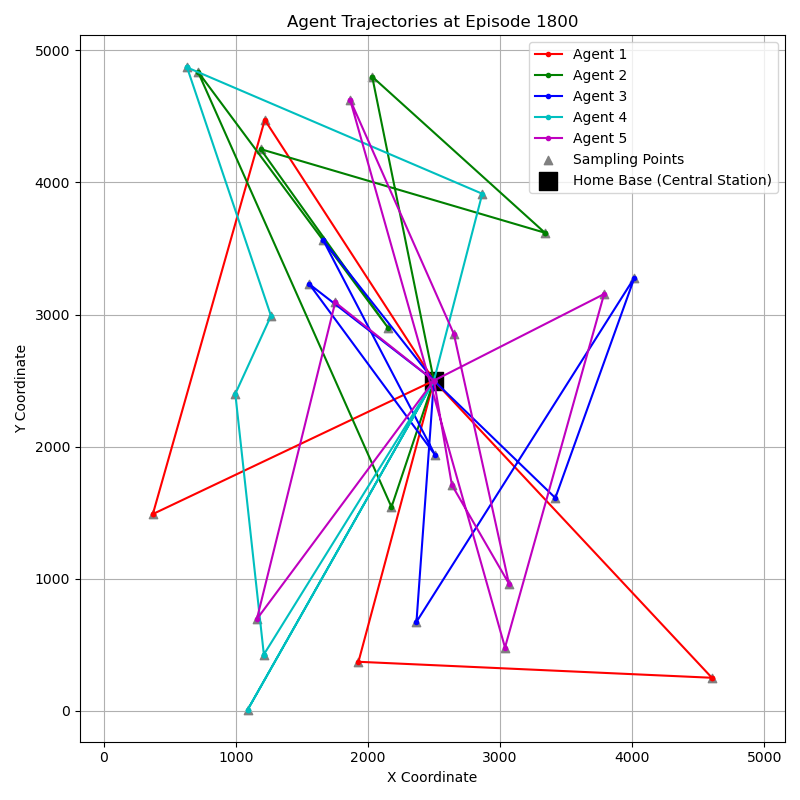 Agent Trajectories at Episode 1800
5000
4000
3000
2000
1000
0
Y Coordinate
0 1000 2000 3000 4000 5000
X Coordinate
Agent 1
Agent 2
Agent 3
Agent 4
Agent 5
Sampling Points
Home Base (Central Station)